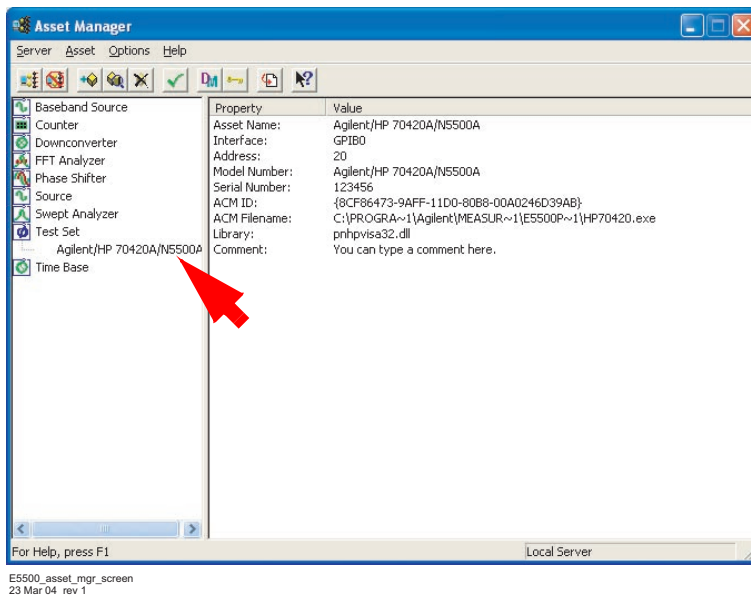 Asset Manager
Server Asset Options Help
Baseband Source
Counter
Downconverter
FFT Analyzer
Phase Shifter
Source
Swept Analyzer
Test Set
Agilent/HP 70420A/N5500A
Time Base
Property Value
Asset Name: Agilent/HP 70420A/N5500A
Interface: GPIB0
Address: 20
Model Number: Agilent/HP 70420A/N5500A
Serial Number: 123456
ACM ID: {8CF86473-9AFF-11D0-80B8-00A0246D39AB}
ACM Filename: C:\PROGRA~1\Agilent\MEASUR~1\E5500P~1\HP70420.exe
Library: pnhpvisa32.dll
Comment: You can type a comment here.
For Help, press F1 Local Server
E5500_asset_mgr_screen
23 Mar 04 rev 1